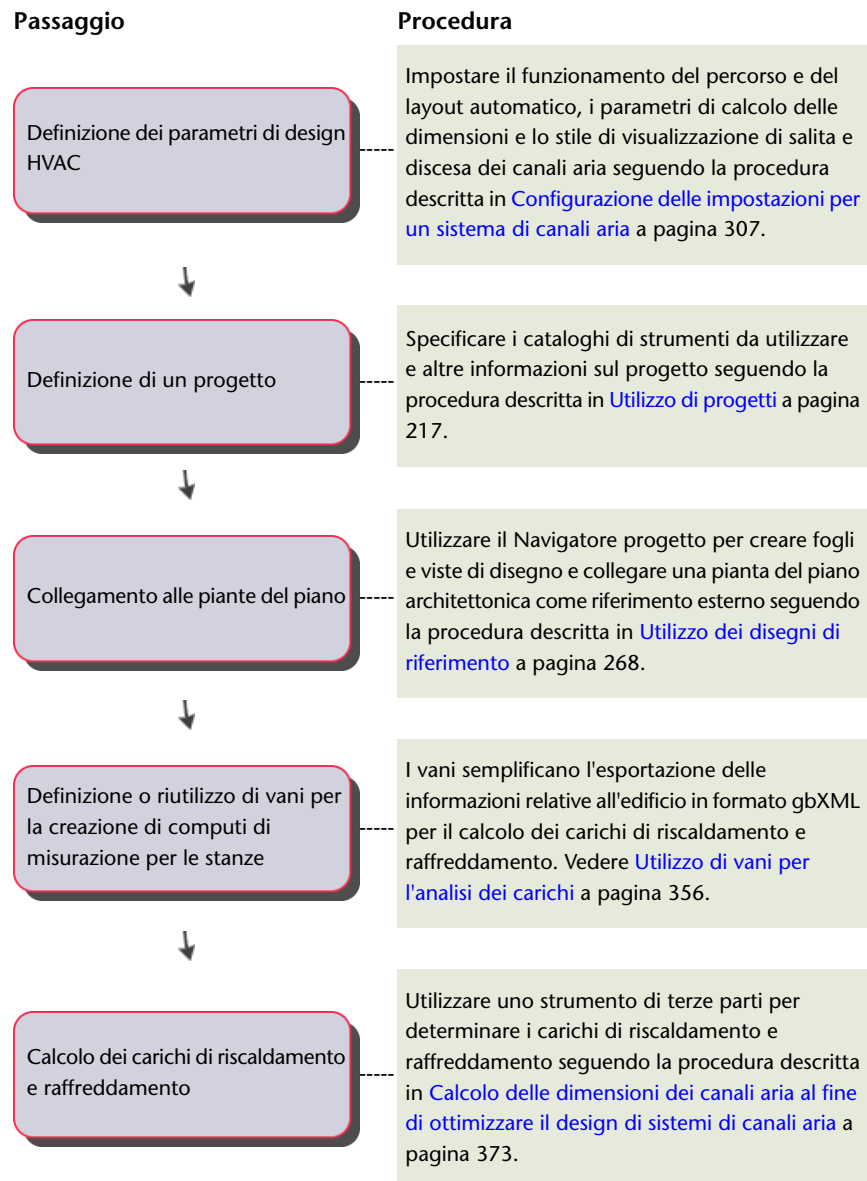 Passaggio
Procedura
Definizione dei parametri di design
HVAC
Impostare il funzionamento del percorso e del
layout automatico, i parametri di calcolo delle
dimensioni e lo stile di visualizzazione di salita e
discesa dei canali aria seguendo la procedura
descritta in Configurazione delle impostazioni per
un sistema di canali aria a pagina 307.
Definizione di un progetto
Specificare i cataloghi di strumenti da utilizzare
e altre informazioni sul progetto seguendo la
procedura descritta in Utilizzo di progetti a pagina
217.
Collegamento alle piante del piano
Utilizzare il Navigatore progetto per creare fogli
e viste di disegno e collegare una pianta del piano
architettonica come riferimento esterno seguendo
la procedura descritta in Utilizzo dei disegni di
riferimento a pagina 268.
Definizione o riutilizzo di vani per
la creazione di computi di
misurazione per le stanze
I vani semplificano l'esportazione delle
informazioni relative all'edificio in formato gbXML
per il calcolo dei carichi di riscaldamento e
raffreddamento. Vedere Utilizzo di vani per
l'analisi dei carichi a pagina 356.
Calcolo dei carichi di riscaldamento
e raffreddamento
Utilizzare uno strumento di terze parti per
determinare i carichi di riscaldamento e
raffreddamento seguendo la procedura descritta
in Calcolo delle dimensioni dei canali aria al fine
di ottimizzare il design di sistemi di canali aria a
pagina 373.